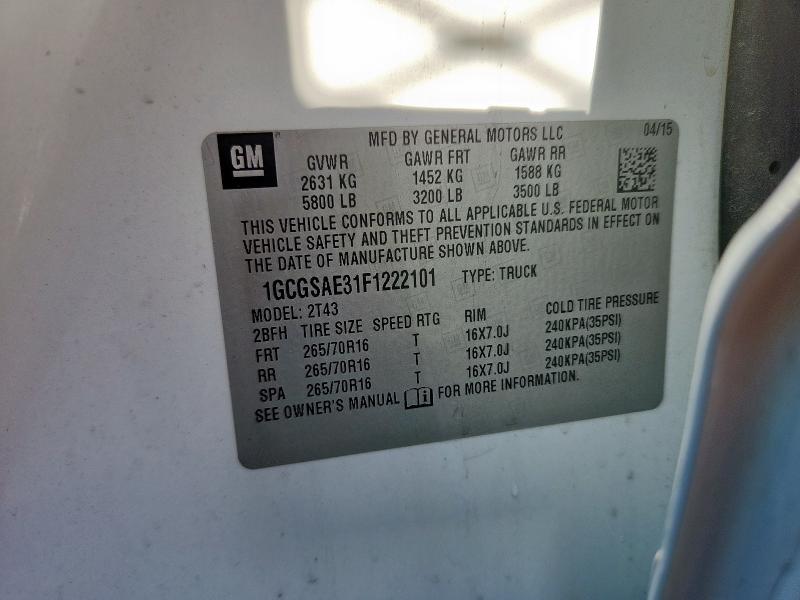 GM
MFD BY GENERAL MOTORS LLC 04/15
GVWR GAWR FRT GAWR RR
2631 KG 1452 KG 1588 KG
5800 LB 3200 LB 3500 LB
THIS VEHICLE CONFORMS TO ALL APPLICABLE U.S. FEDERAL MOTOR
VEHICLE SAFETY AND THEFT PREVENTION STANDARDS IN EFFECT ON
THE DATE OF MANUFACTURE SHOWN ABOVE.
1GCGSAE31F1222101 TYPE: TRUCK
MODEL: 2T43
2BFH TIRE SIZE SPEED RTG RIM COLD TIRE PRESSURE
FRT 265/70R16 T 16X7.0J 240KPA(35PSI)
RR 265/70R16 T 16X7.0J 240KPA(35PSI)
SPA 265/70R16 T 16X7.0J 240KPA(35PSI)
SEE OWNER'S MANUAL i FOR MORE INFORMATION.